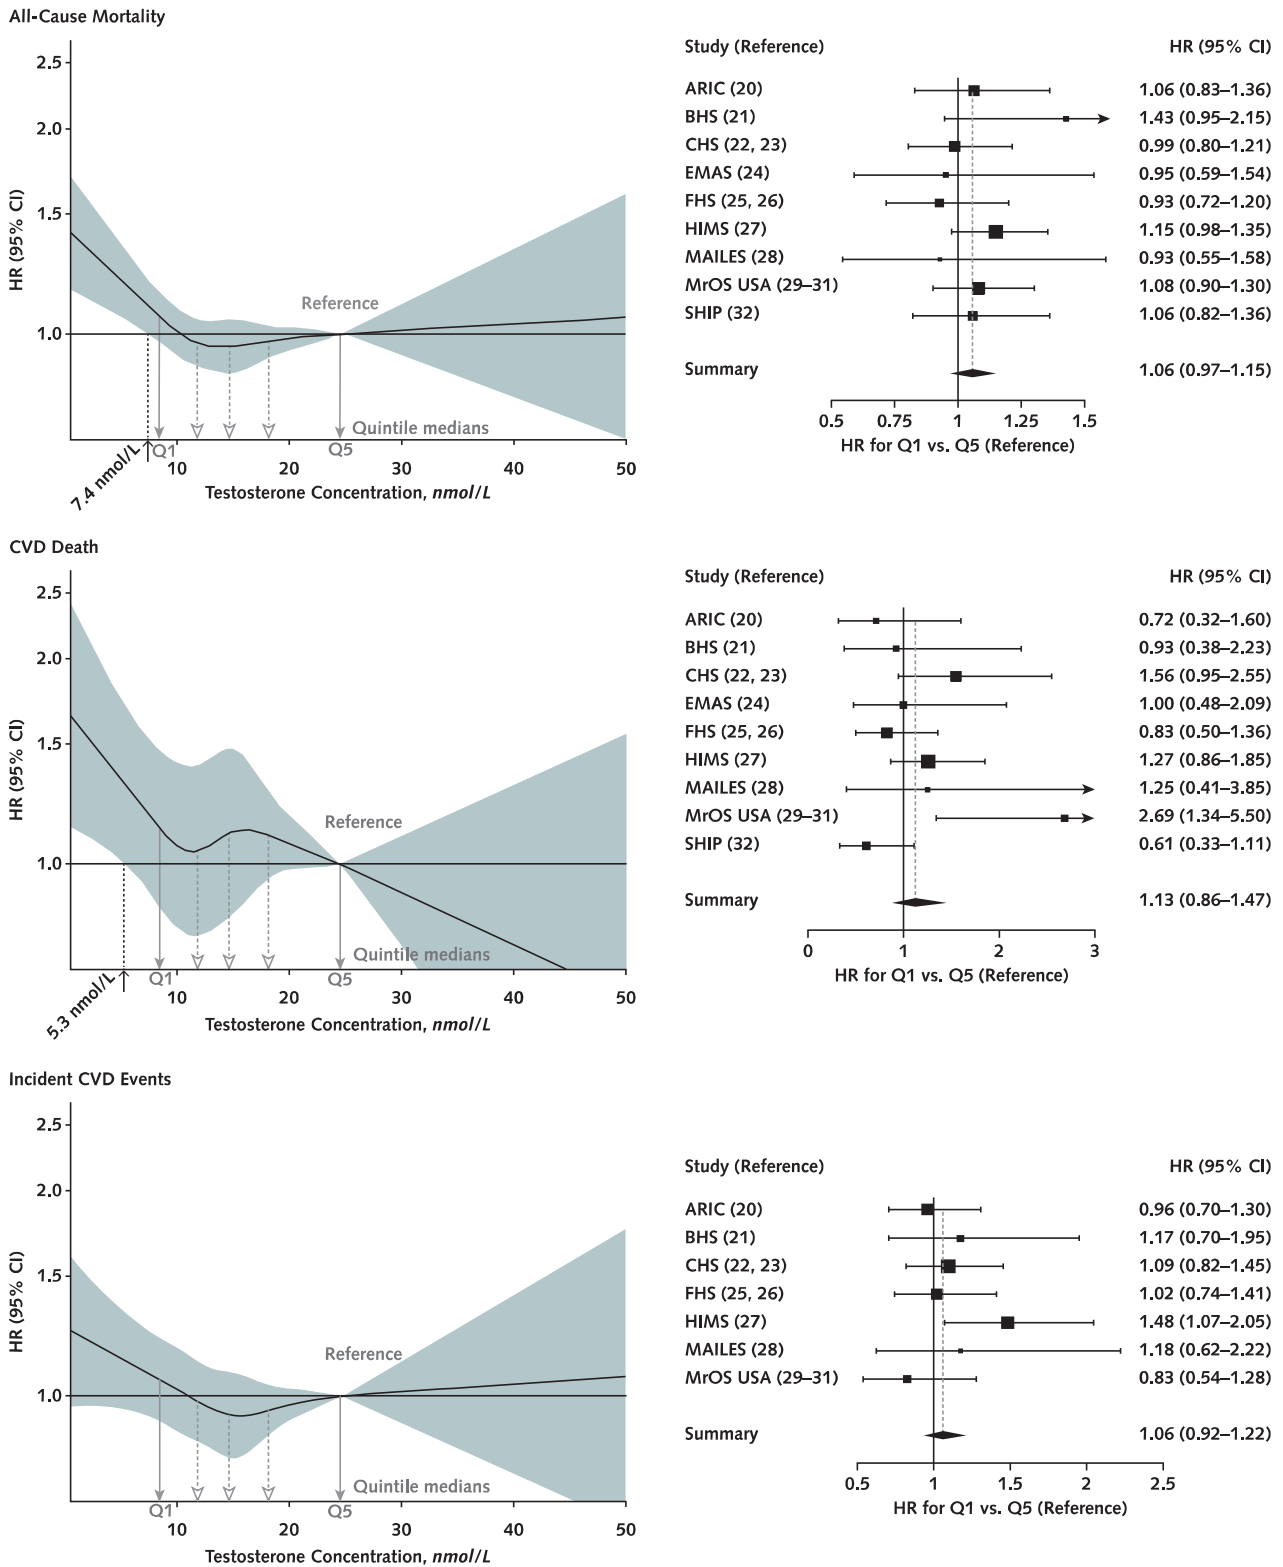 All-Cause Mortality
HR (95% CI)
2.5
2.0
1.5
1.0
Reference
Quintile medians
Q1
Q5
7.4 nmol/L
10
20
30
40
50
Testosterone Concentration, nmol/L
Study (Reference) HR (95% CI)
ARIC (20) 1.06 (0.83–1.36)
BHS (21) 1.43 (0.95–2.15)
CHS (22, 23) 0.99 (0.80–1.21)
EMAS (24) 0.95 (0.59–1.54)
FHS (25, 26) 0.93 (0.72–1.20)
HIMS (27) 1.15 (0.98–1.35)
MAILES (28) 0.93 (0.55–1.58)
MrOS USA (29–31) 1.08 (0.90–1.30)
SHIP (32) 1.06 (0.82–1.36)
Summary 1.06 (0.97–1.15)
0.5 0.75 1 1.25 1.5
HR for Q1 vs. Q5 (Reference)
CVD Death
HR (95% CI)
2.5
2.0
1.5
1.0
Reference
Quintile medians
Q1
Q5
5.3 nmol/L
10
20
30
40
50
Testosterone Concentration, nmol/L
Study (Reference) HR (95% CI)
ARIC (20) 0.72 (0.32–1.60)
BHS (21) 0.93 (0.38–2.23)
CHS (22, 23) 1.56 (0.95–2.55)
EMAS (24) 1.00 (0.48–2.09)
FHS (25, 26) 0.83 (0.50–1.36)
HIMS (27) 1.27 (0.86–1.85)
MAILES (28) 1.25 (0.41–3.85)
MrOS USA (29–31) 2.69 (1.34–5.50)
SHIP (32) 0.61 (0.33–1.11)
Summary 1.13 (0.86–1.47)
0 1 2 3
HR for Q1 vs. Q5 (Reference)
Incident CVD Events
HR (95% CI)
2.5
2.0
1.5
1.0
Reference
Quintile medians
Q1
Q5
10
20
30
40
50
Testosterone Concentration, nmol/L
Study (Reference) HR (95% CI)
ARIC (20) 0.96 (0.70–1.30)
BHS (21) 1.17 (0.70–1.95)
CHS (22, 23) 1.09 (0.82–1.45)
FHS (25, 26) 1.02 (0.74–1.41)
HIMS (27) 1.48 (1.07–2.05)
MAILES (28) 1.18 (0.62–2.22)
MrOS USA (29–31) 0.83 (0.54–1.28)
Summary 1.06 (0.92–1.22)
0.5 1 1.5 2 2.5
HR for Q1 vs. Q5 (Reference)